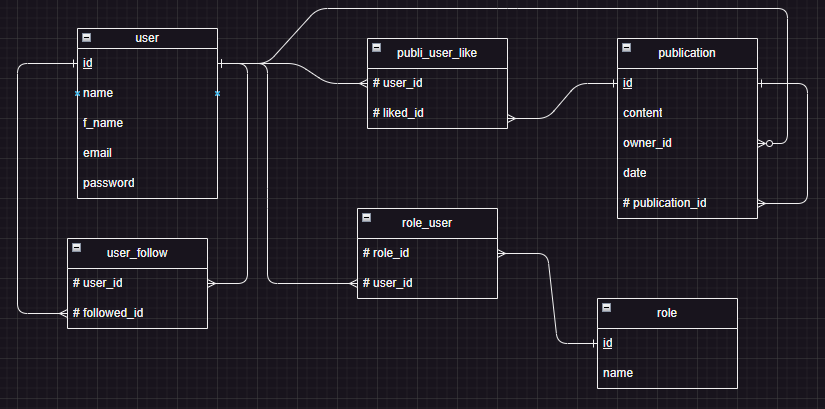 user
id
name
f_name
email
password
publi_user_like
# user_id
# liked_id
publication
id
content
owner_id
date
# publication_id
user_follow
# user_id
# followed_id
role_user
# role_id
# user_id
role
id
name